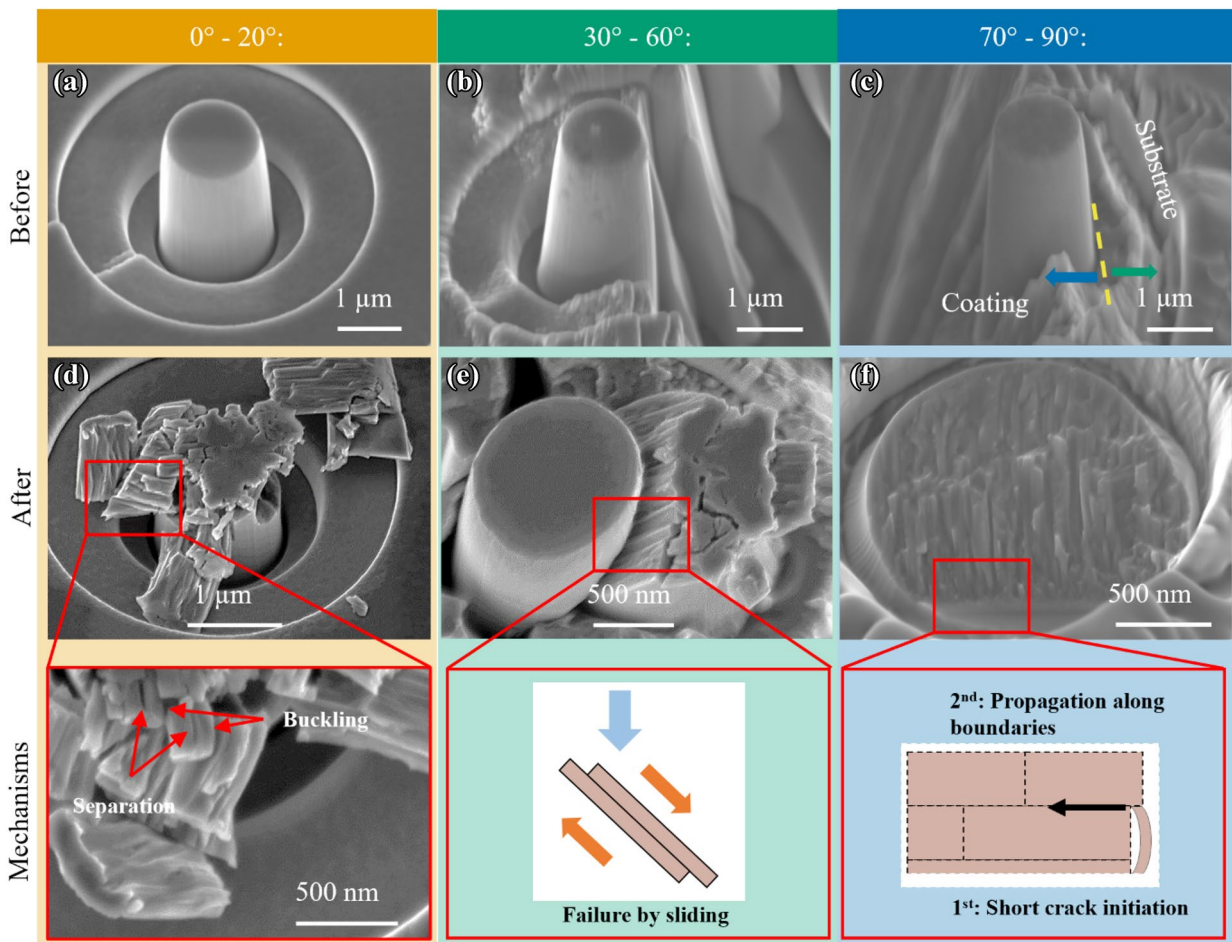 0° - 20°:
30° - 60°:
70° - 90°:
Before
(a)
1 µm
(b)
1 µm
(c)
Substrate
Coating
1 µm
After
(d)
1 µm
(e)
500 nm
(f)
500 nm
Mechanisms
Buckling
Separation
500 nm
Failure by sliding
2nd: Propagation along
boundaries
1st: Short crack initiation